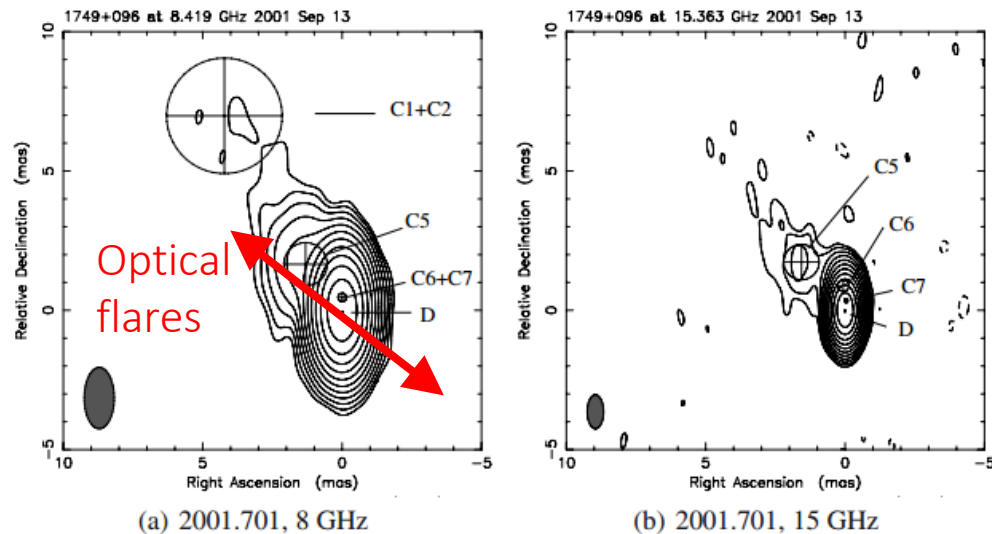 1749+096 at 8.419 GHz 2001 Sep 13
10
5
0
-5
Relative Declination (mas)
C1+C2
C5
C6+C7
D
Optical
flares
10
5
0
-5
Right Ascension (mas)
(a) 2001.701, 8 GHz
1749+096 at 15.363 GHz 2001 Sep 13
10
5
0
-5
Relative Declination (mas)
C5
C6
C7
D
10
5
0
-5
Right Ascension (mas)
(b) 2001.701, 15 GHz